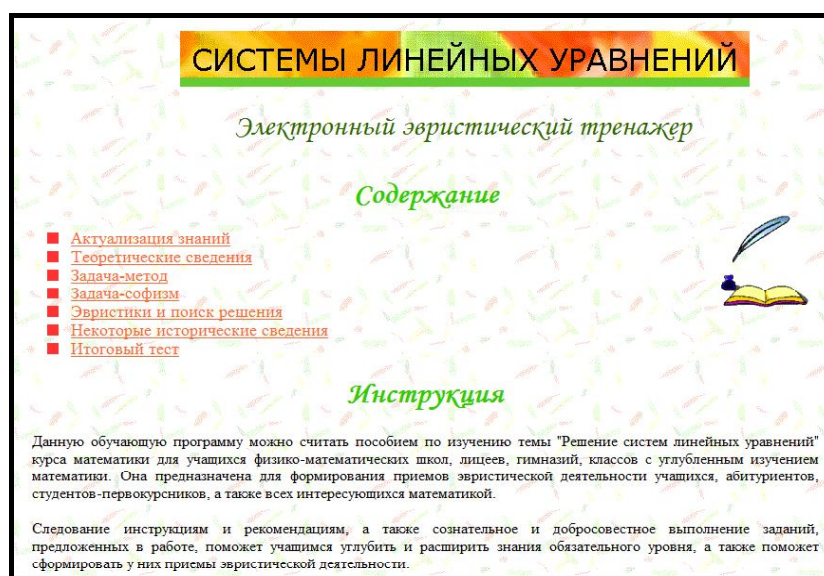 СИСТЕМЫ ЛИНЕЙНЫХ УРАВНЕНИЙ
Электронный эвристический тренажер
Содержание
Актуализация знаний
Теоретические сведения
Задача-метод
Задача-софизм
Эвристики и поиск решения
Некоторые исторические сведения
Итоговый тест
Инструкция
Данную обучающую программу можно считать пособием по изучению темы "Решение систем линейных уравнений"
курса математики для учащихся физико-математических школ, лицеев, гимназий, классов с углубленным изучением
математики. Она предназначена для формирования приемов эвристической деятельности учащихся, абитуриентов,
студентов-первокурсников, а также всех интересующихся математикой.
Следование инструкциям и рекомендациям, а также сознательное и добросовестное выполнение заданий,
предложенных в работе, поможет учащимся углубить и расширить знания обязательного уровня, а также поможет
сформировать у них приемы эвристической деятельности.